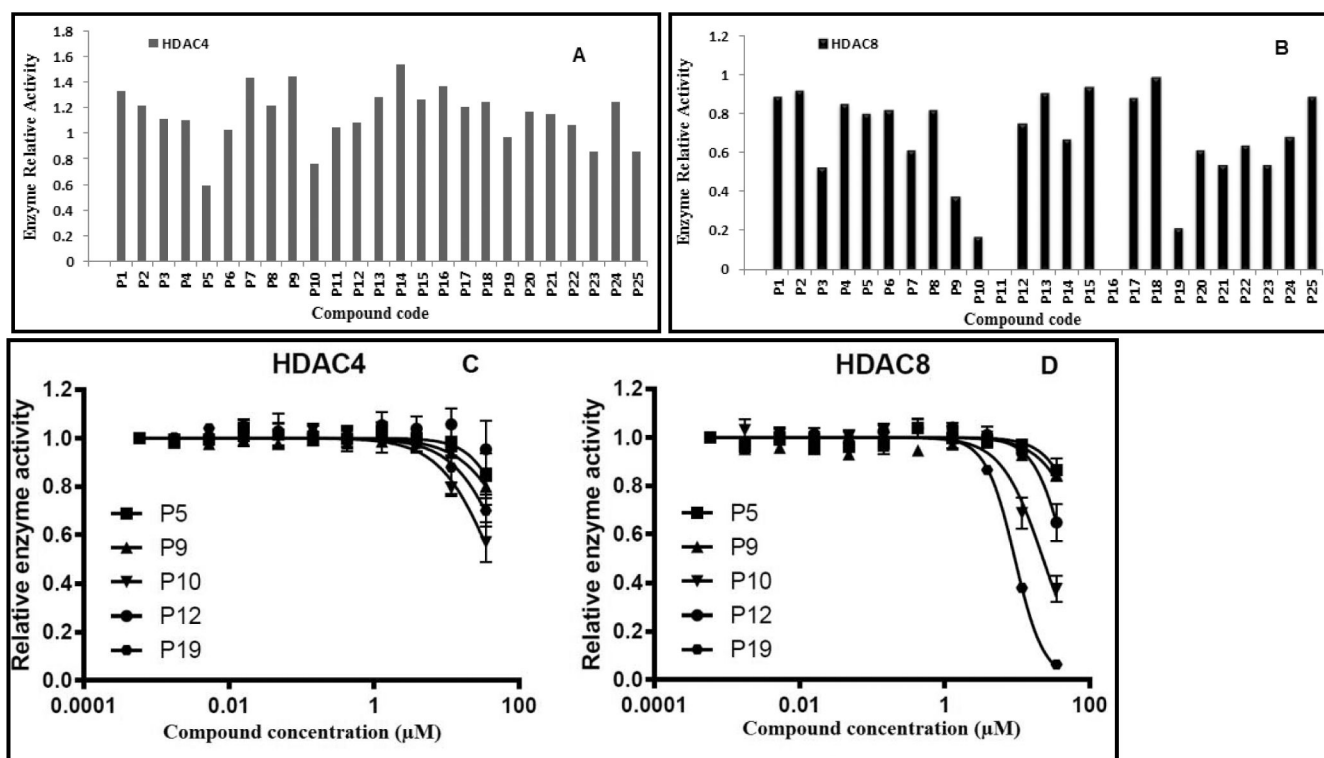 HDAC4
A
Enzyme Relative Activity
1.8
1.6
1.4
1.2
1
0.8
0.6
0.4
0.2
0
P1 P2 P3 P4 P5 P6 P7 P8 P9 P10 P11 P12 P13 P14 P15 P16 P17 P18 P19 P20 P21 P22 P23 P24 P25
Compound code
HDAC8
B
Enzyme Relative Activity
1.2
1
0.8
0.6
0.4
0.2
0
P1 P2 P3 P4 P5 P6 P7 P8 P9 P10 P11 P12 P13 P14 P15 P16 P17 P18 P19 P20 P21 P22 P23 P24 P25
Compound code
HDAC4 C
Relative enzyme activity
1.2
1.0
0.8
0.6
0.4
0.2
0.0
P5
P9
P10
P12
P19
0.0001 0.01 1 100
Compound concentration (µM)
HDAC8 D
Relative enzyme activity
1.2
1.0
0.8
0.6
0.4
0.2
0.0
P5
P9
P10
P12
P19
0.0001 0.01 1 100
Compound concentration (µM)